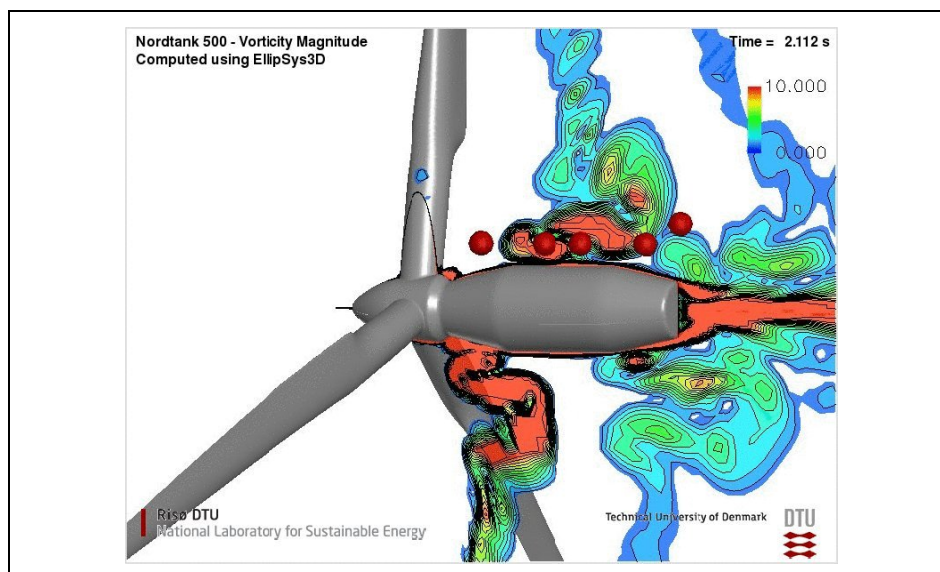 Nordtank 500 - Vorticity Magnitude
Computed using EllipSys3D
Time = 2.112 s
10.000
0.000
Risø DTU
National Laboratory for Sustainable Energy
Technical University of Denmark
DTU